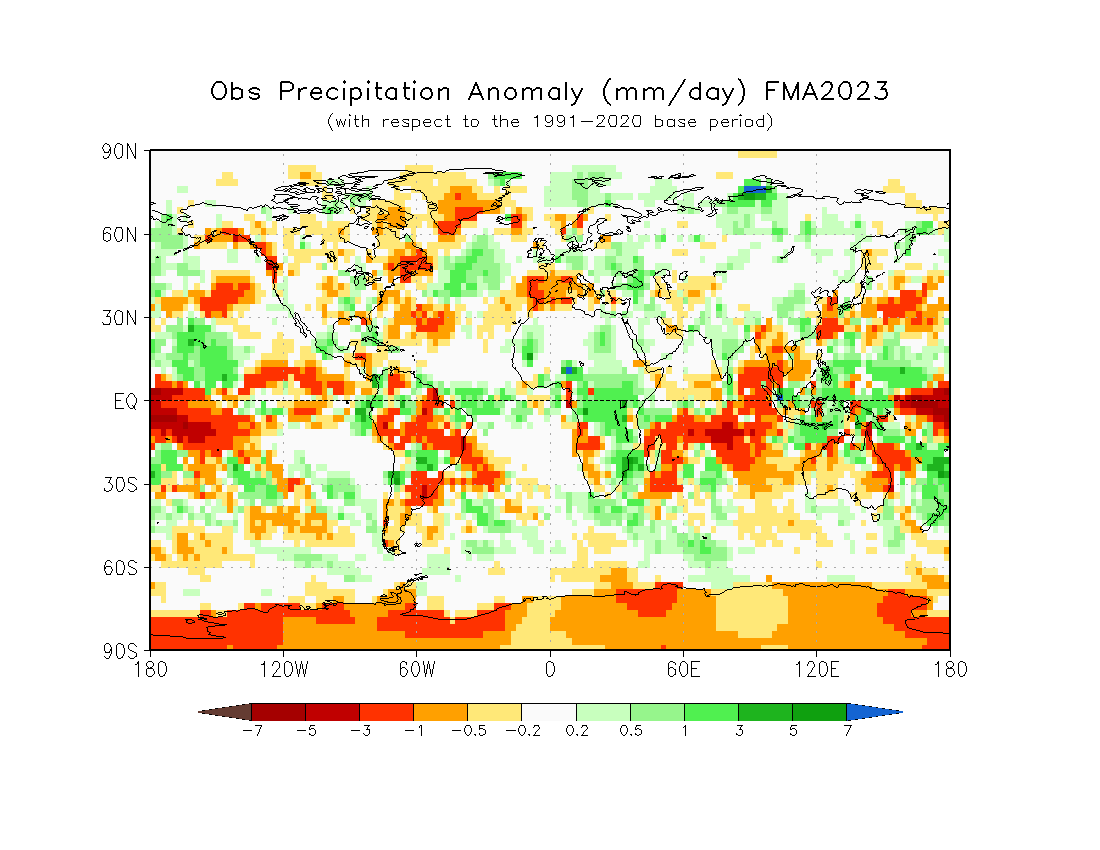 Obs Precipitation Anomaly (mm/day) FMA2023
(with respect to the 1991−2020 base period)
90N
60N
30N
EQ
30S
60S
90S
180 120W 60W 0 60E 120E 180
−7 −5 −3 −1 −0.5 −0.2 0.2 0.5 1 3 5 7